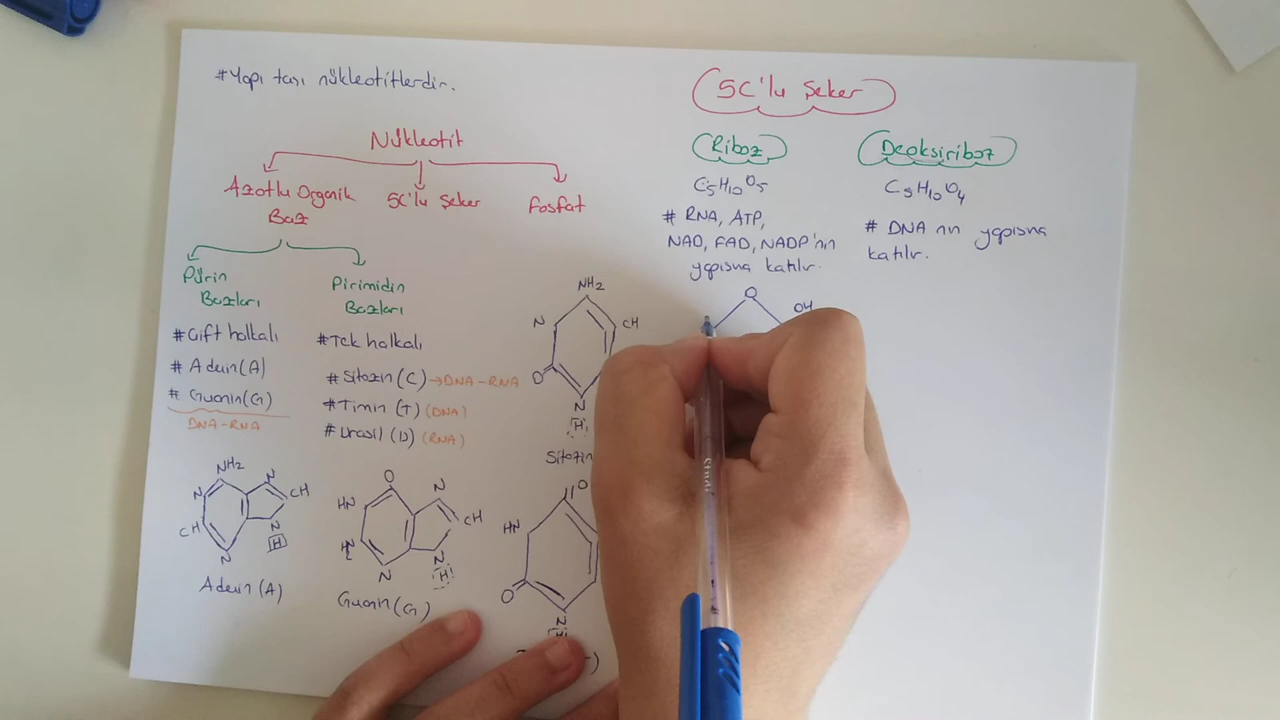 #Yapı taşı nükleotitlerdir.
Nükleotit
Azotlu Organik
Baz
5C'lu Şeker
Fosfat
Pürin
Bazları
Pirimidin
Bazları
#Çift halkalı
# Adenin(A)
# Guanin(G)
DNA-RNA
#Tek halkalı
#Sitozin(C)→DNA-RNA
#Timin (T) (DNA)
# Urasil (U) (RNA)
NH2
N
CH
O
N
H
Sitozin
NH2
N
N
CH
CH
N
N
H
Adenin (A)
O
HN
N
CH
N
N
H
Guanin(G)
O
HN
O
N
5C'lu Şeker
Riboz
C5H10O5
# RNA, ATP,
NAD, FAD, NADP'nin
yapısına katılır.
Deoksiriboz
C5H10O4
# DNA nın yapısına
katılır.
O
OH